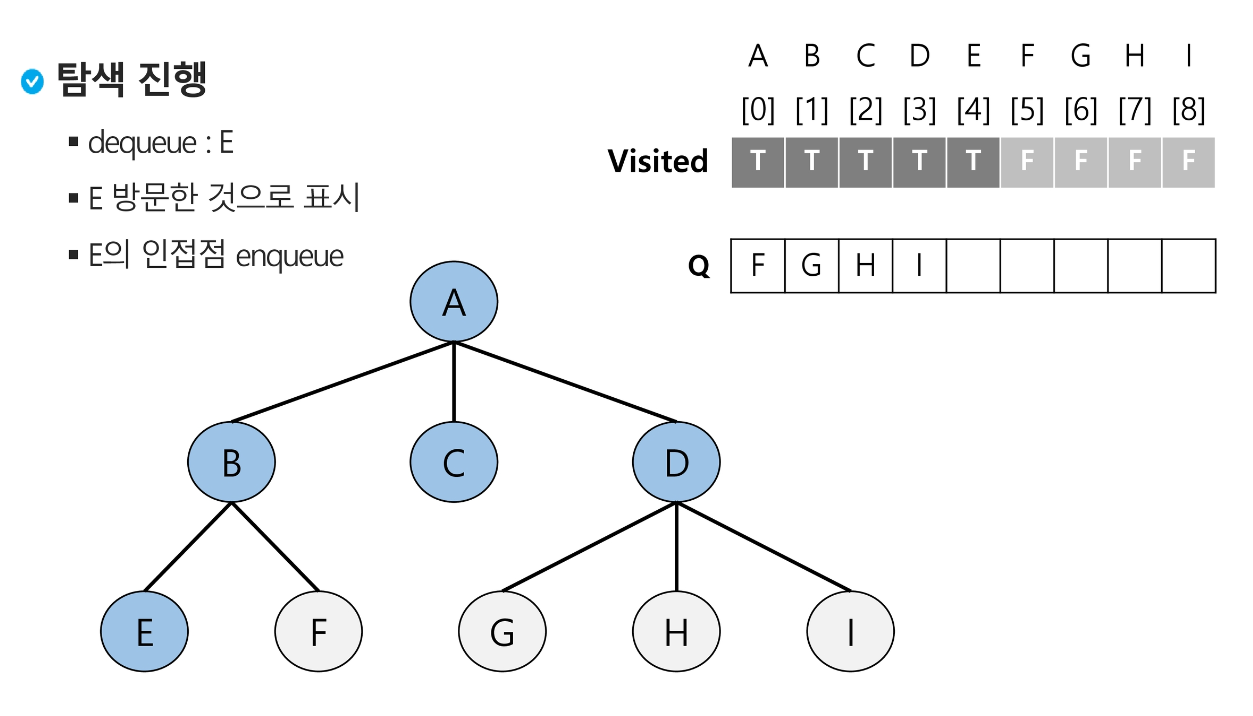 탐색 진행
dequeue : E
E 방문한 것으로 표시
E의 인접점 enqueue
A B C D E F G H I
[0] [1] [2] [3] [4] [5] [6] [7] [8]
Visited T T T T T F F F F
Q F G H I
A
B C D
E F G H I